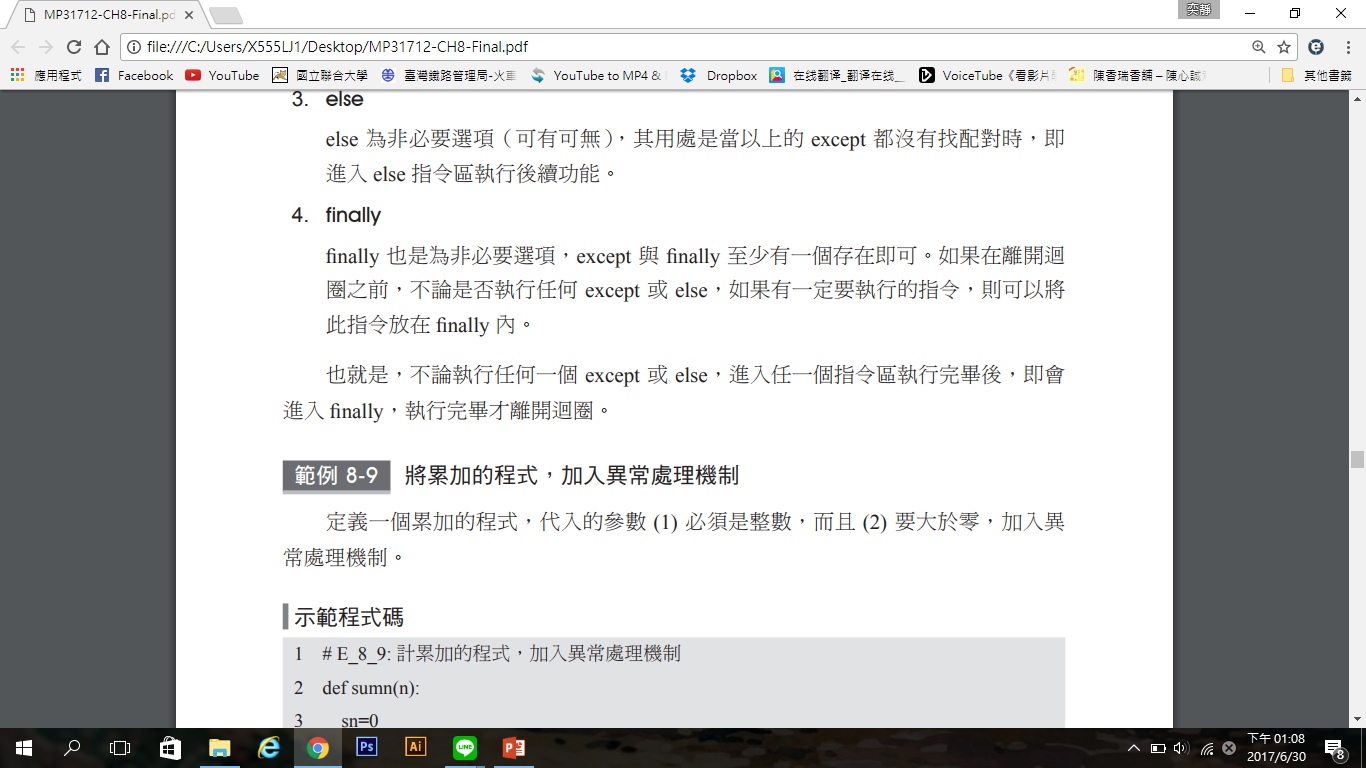 MP31712-CH8-Final.pd
奕靜
file:///C:/Users/X555LJ1/Desktop/MP31712-CH8-Final.pdf
應用程式 Facebook YouTube 國立聯合大學 臺灣鐵路管理局-火車 YouTube to MP4 & Dropbox 在线翻译_翻译在线_ VoiceTube《看影片 陳香瑞香舖 – 陳心誠 其他書籤
3. else
else 為非必要選項（可有可無），其用處是當以上的 except 都沒有找配對時，即
進入 else 指令區執行後續功能。
4. finally
finally 也是為非必要選項，except 與 finally 至少有一個存在即可。如果在離開迴
圈之前，不論是否執行任何 except 或 else，如果有一定要執行的指令，則可以將
此指令放在 finally 內。
也就是，不論執行任何一個 except 或 else，進入任一個指令區執行完畢後，即會
進入 finally，執行完畢才離開迴圈。
範例 8-9 將累加的程式，加入異常處理機制
定義一個累加的程式，代入的參數 (1) 必須是整數，而且 (2) 要大於零，加入異
常處理機制。
示範程式碼
1 # E_8_9: 計累加的程式，加入異常處理機制
2 def sumn(n):
3 sn=0
Ps Ai LINE P
下午 01:08
2017/6/30
8